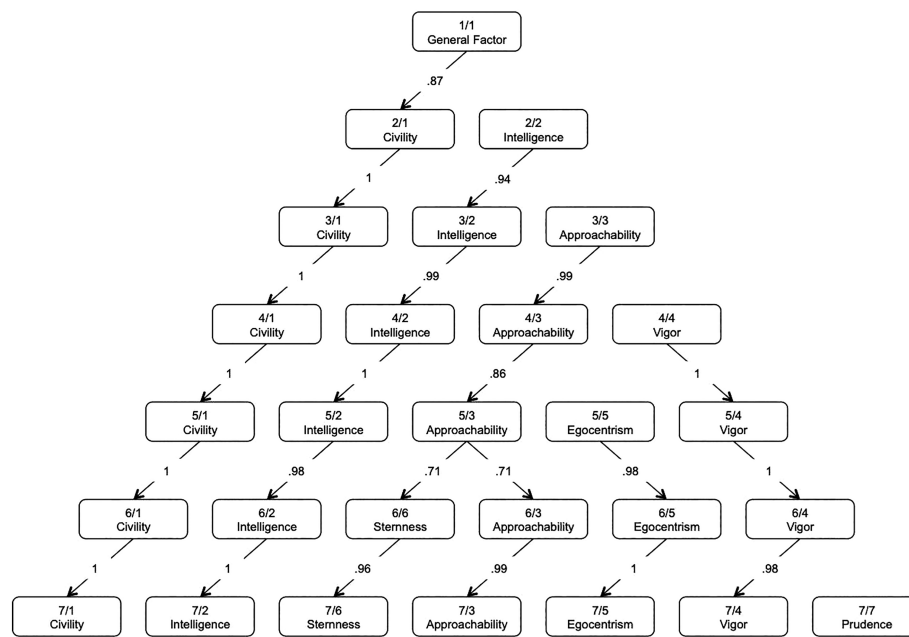 1/1
General Factor
.87
2/1
Civility
2/2
Intelligence
1
.94
3/1
Civility
3/2
Intelligence
3/3
Approachability
1
.99
.99
4/1
Civility
4/2
Intelligence
4/3
Approachability
4/4
Vigor
1
1
.86
1
5/1
Civility
5/2
Intelligence
5/3
Approachability
5/5
Egocentrism
5/4
Vigor
1
.98
.71
.71
.98
1
6/1
Civility
6/2
Intelligence
6/6
Sternness
6/3
Approachability
6/5
Egocentrism
6/4
Vigor
1
1
.96
.99
1
.98
7/1
Civility
7/2
Intelligence
7/6
Sternness
7/3
Approachability
7/5
Egocentrism
7/4
Vigor
7/7
Prudence